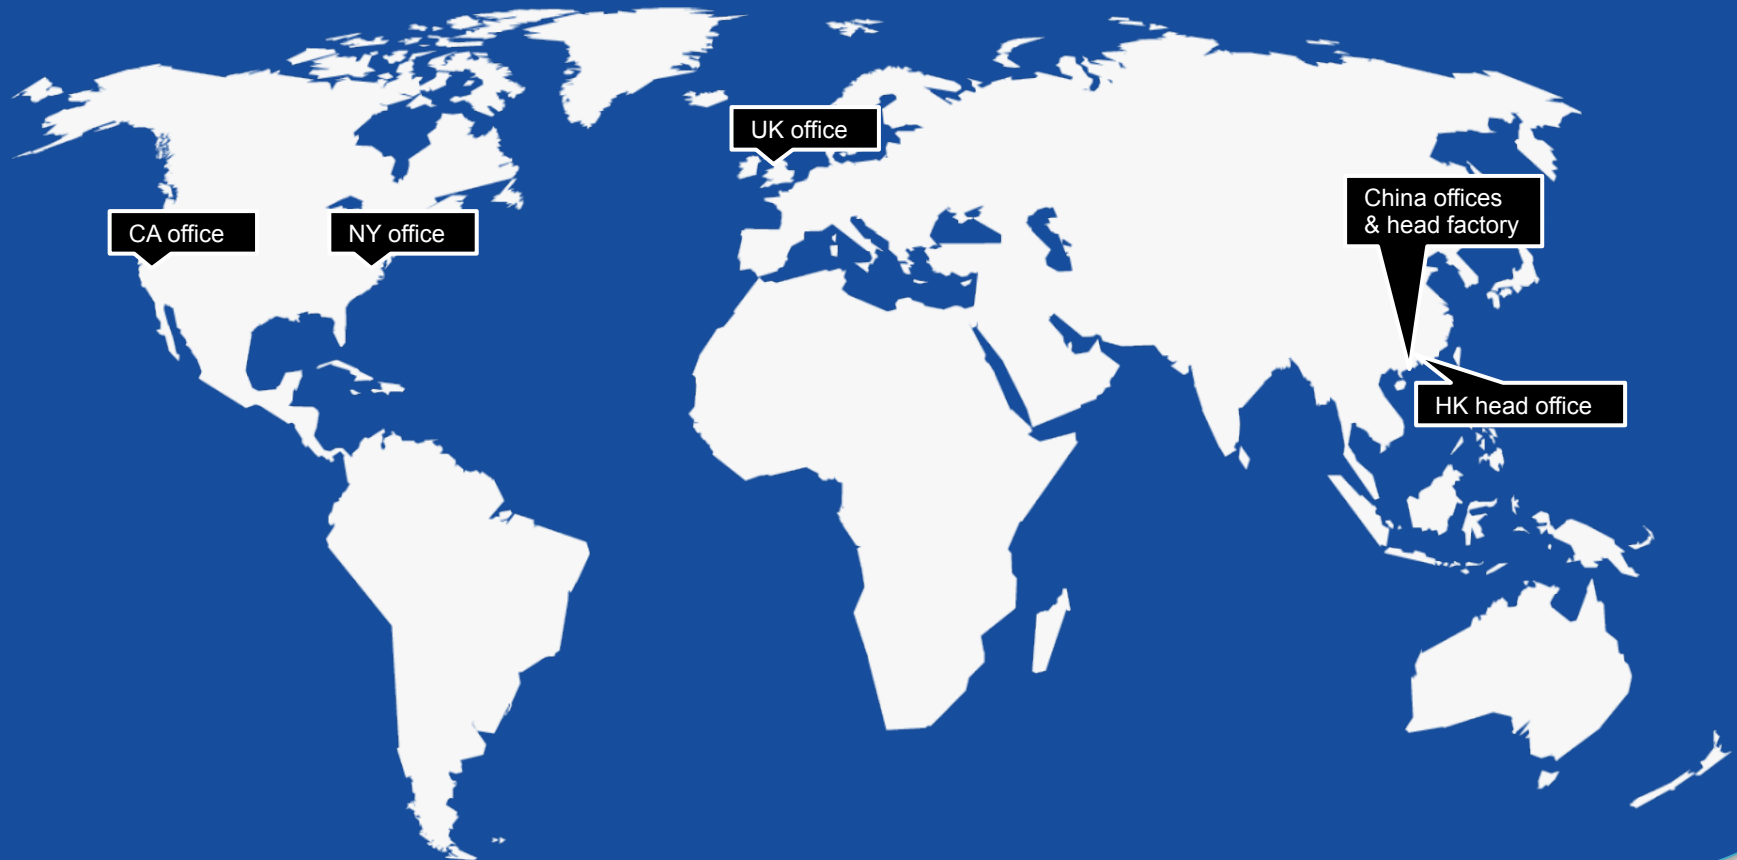 UK office
China offices
& head factory
CA office
NY office
HK head office